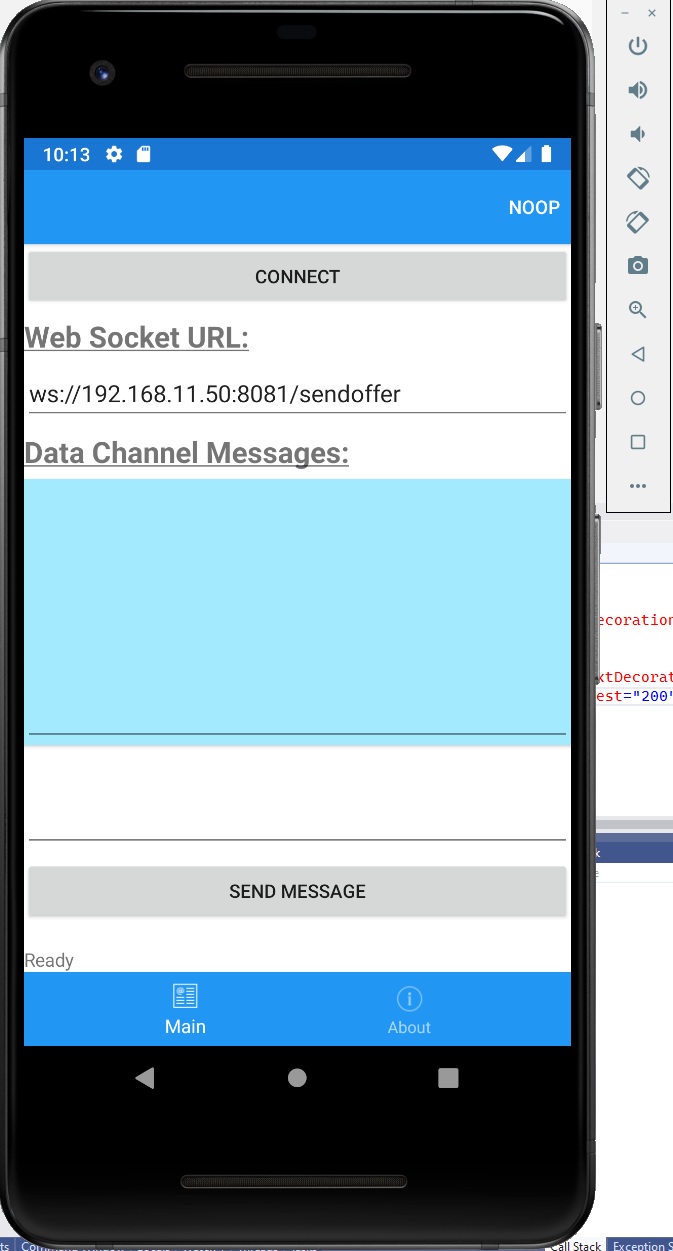 10:13
NOOP
CONNECT
Web Socket URL:
ws://192.168.11.50:8081/sendoffer
Data Channel Messages:
SEND MESSAGE
Ready
Main
About
ecoration
xtDecorat
est="200"
k
Call Stack
Exception S